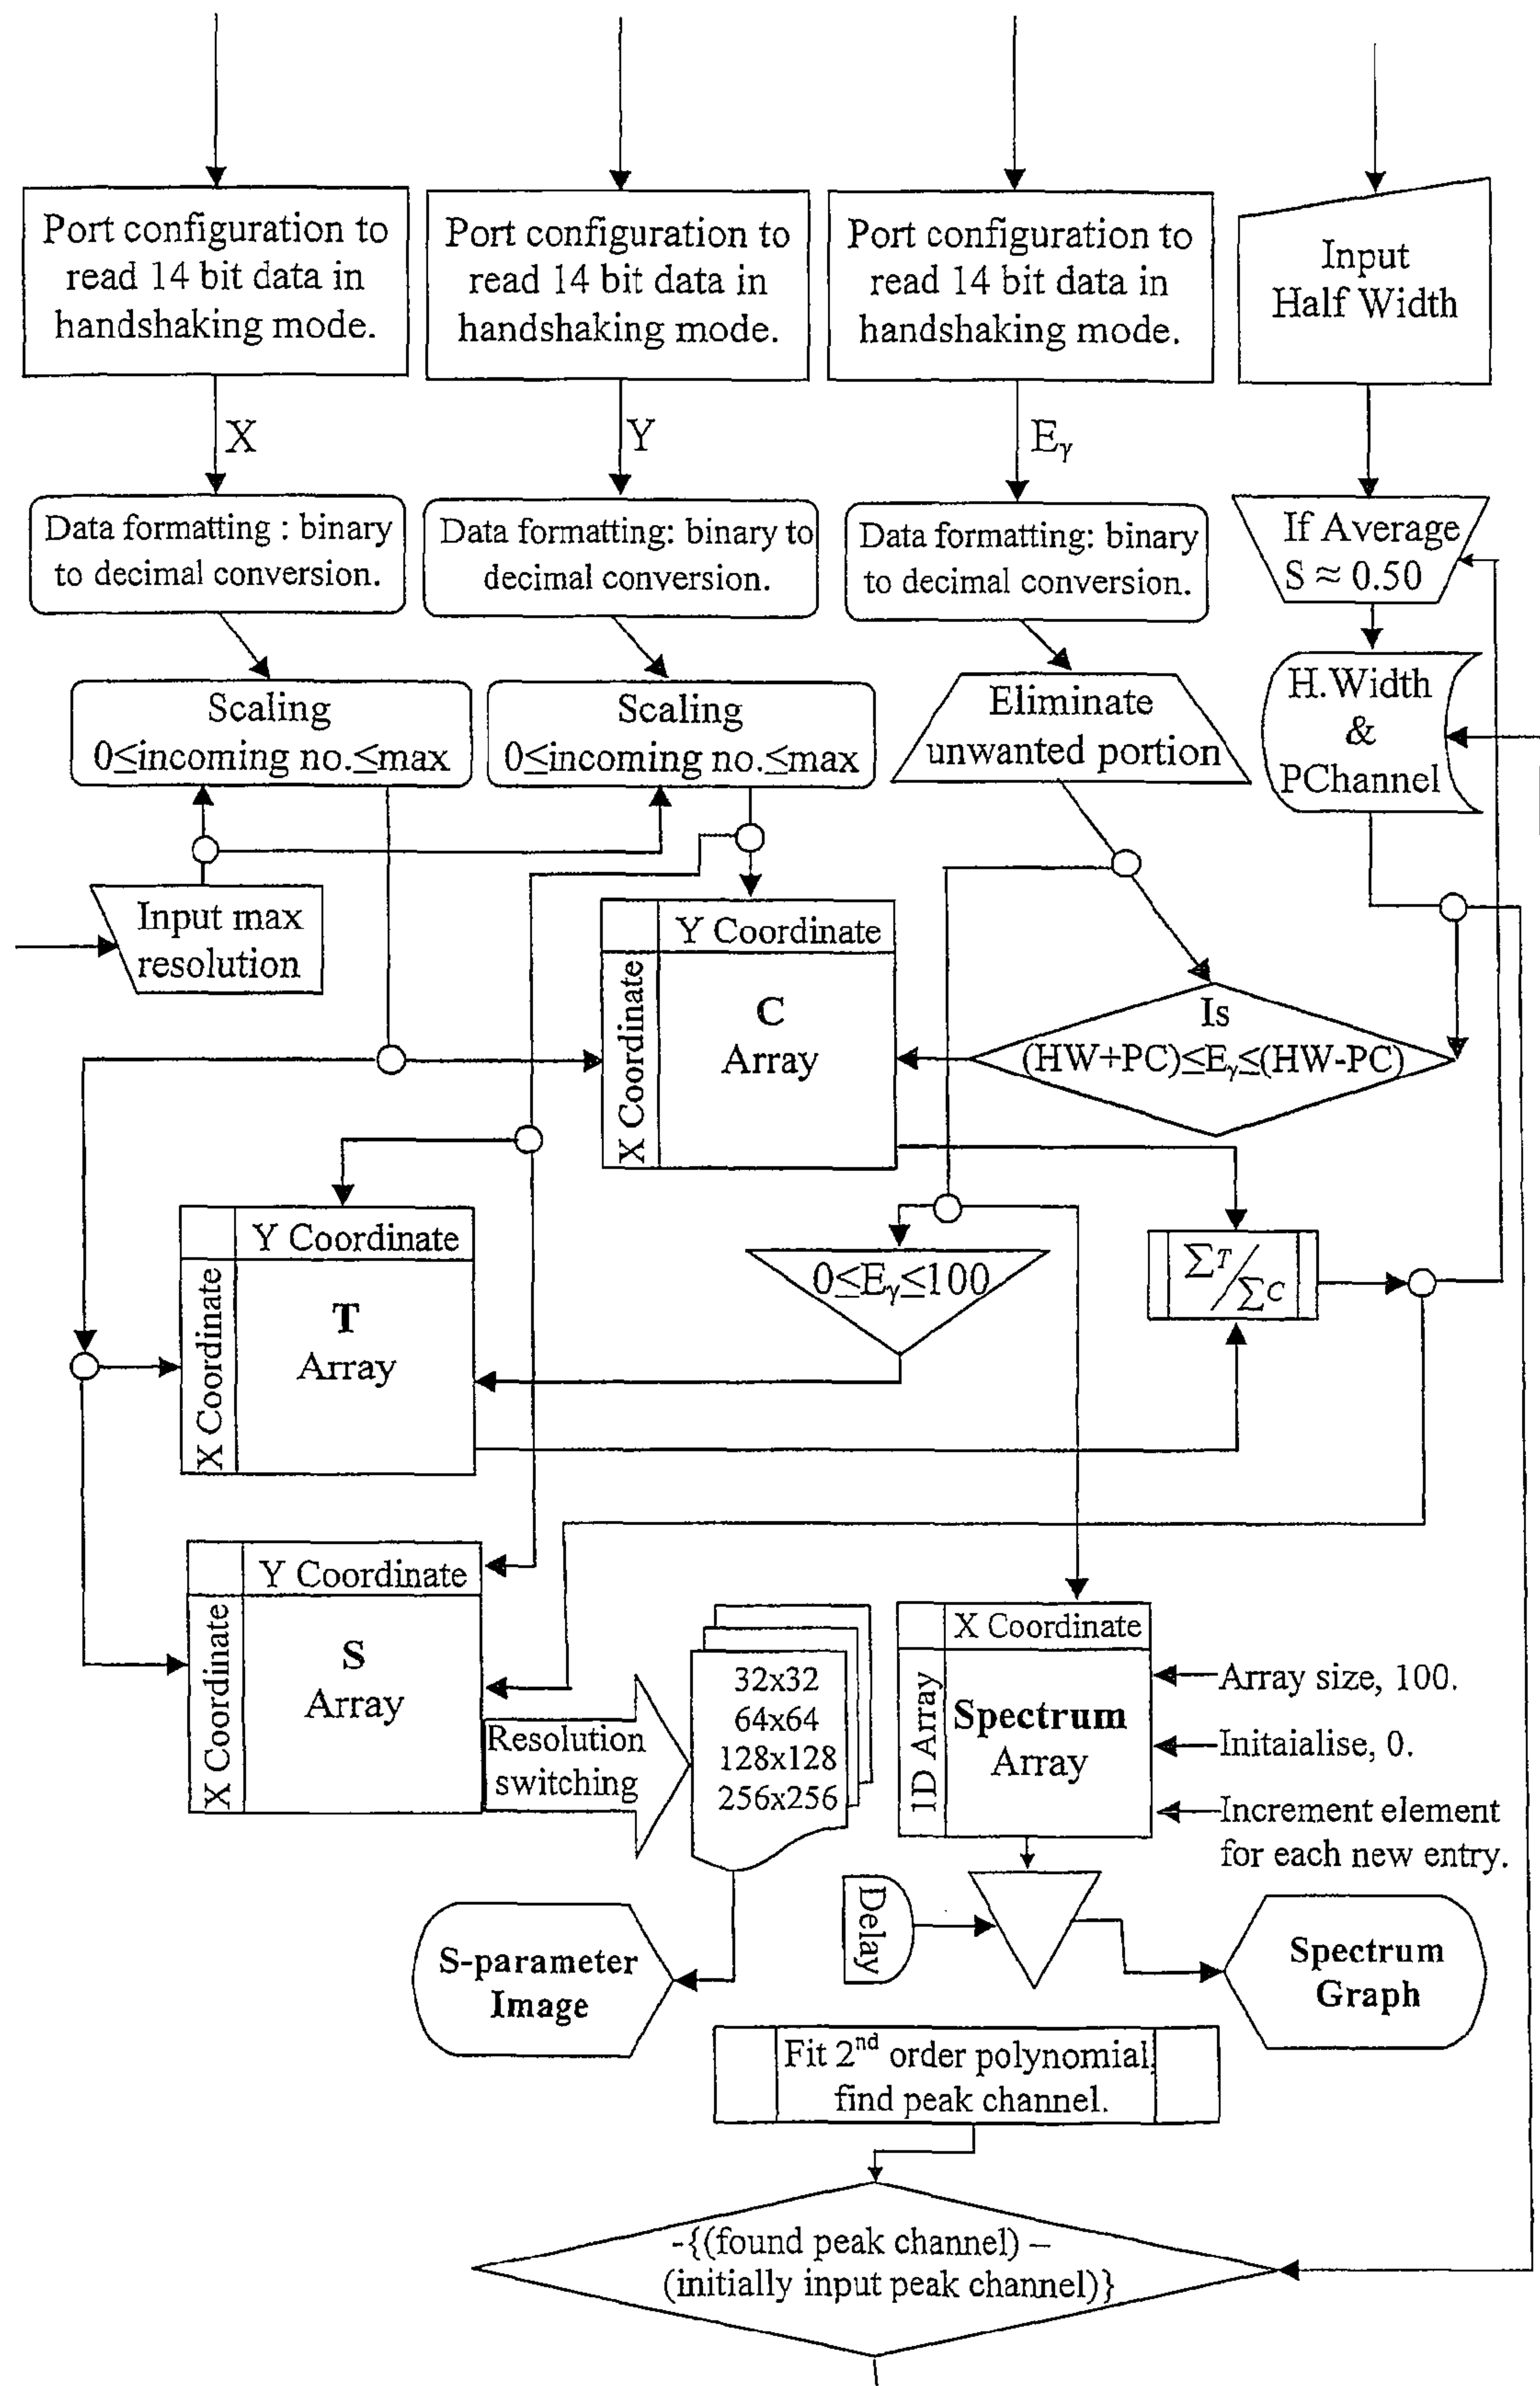 Port configuration to
read 14 bit data in
handshaking mode.
Port configuration to
read 14 bit data in
handshaking mode.
Port configuration to
read 14 bit data in
handshaking mode.
Input
Half Width
X
Y
Eγ
Data formatting : binary
to decimal conversion.
Data formatting: binary to
decimal conversion.
Data formatting: binary
to decimal conversion.
If Average
S ≈ 0.50
Scaling
0≤incoming no.≤max
Scaling
0≤incoming no.≤max
Eliminate
unwanted portion
H.Width
&
PChannel
Input max
resolution
Y Coordinate
X Coordinate
C
Array
Is
(HW+PC)≤Eγ≤(HW-PC)
Y Coordinate
X Coordinate
T
Array
0≤Eγ≤100
ΣT/ΣC
Y Coordinate
X Coordinate
S
Array
Resolution
switching
32x32
64x64
128x128
256x256
X Coordinate
1D Array
Spectrum
Array
Array size, 100.
Initaialise, 0.
Increment element
for each new entry.
Delay
S-parameter
Image
Spectrum
Graph
Fit 2nd order polynomial,
find peak channel.
-{(found peak channel) –
(initially input peak channel)}